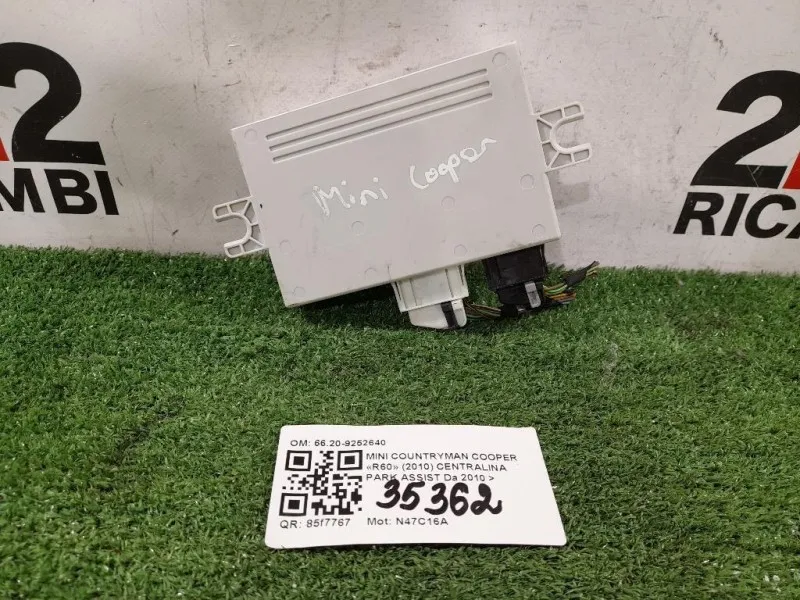 2
MBI
Mini Cooper
2
RICA
OM: 66.20-9252640
MINI COUNTRYMAN COOPER
«R60» (2010) CENTRALINA
PARK ASSIST Da 2010 >
35362
QR: 85f7767
Mot: N47C16A